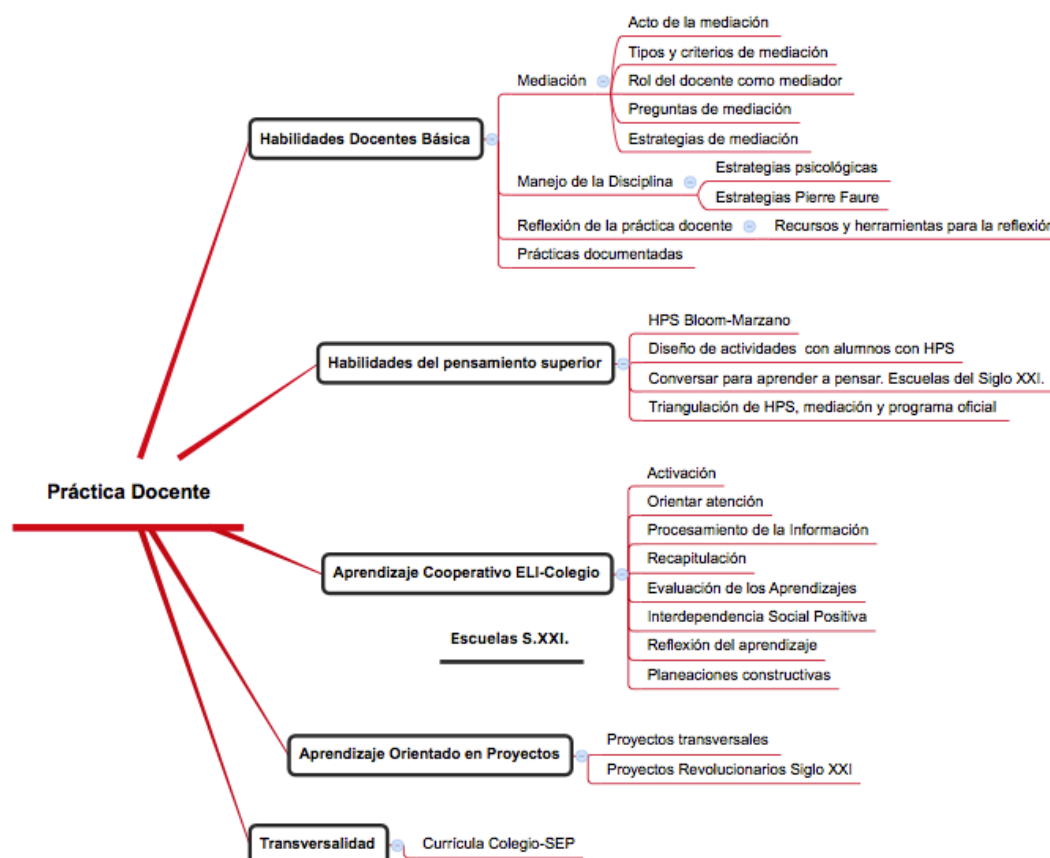 Práctica Docente
Habilidades Docentes Básica
Mediación
Acto de la mediación
Tipos y criterios de mediación
Rol del docente como mediador
Preguntas de mediación
Estrategias de mediación
Manejo de la Disciplina
Estrategias psicológicas
Estrategias Pierre Faure
Reflexión de la práctica docente
Recursos y herramientas para la reflexión
Prácticas documentadas
Habilidades del pensamiento superior
HPS Bloom-Marzano
Diseño de actividades con alumnos con HPS
Conversar para aprender a pensar. Escuelas del Siglo XXI.
Triangulación de HPS, mediación y programa oficial
Aprendizaje Cooperativo ELI-Colegio
Activación
Orientar atención
Procesamiento de la Información
Recapitulación
Evaluación de los Aprendizajes
Interdependencia Social Positiva
Reflexión del aprendizaje
Planeaciones constructivas
Escuelas S.XXI.
Aprendizaje Orientado en Proyectos
Proyectos transversales
Proyectos Revolucionarios Siglo XXI
Transversalidad
Currícula Colegio-SEP